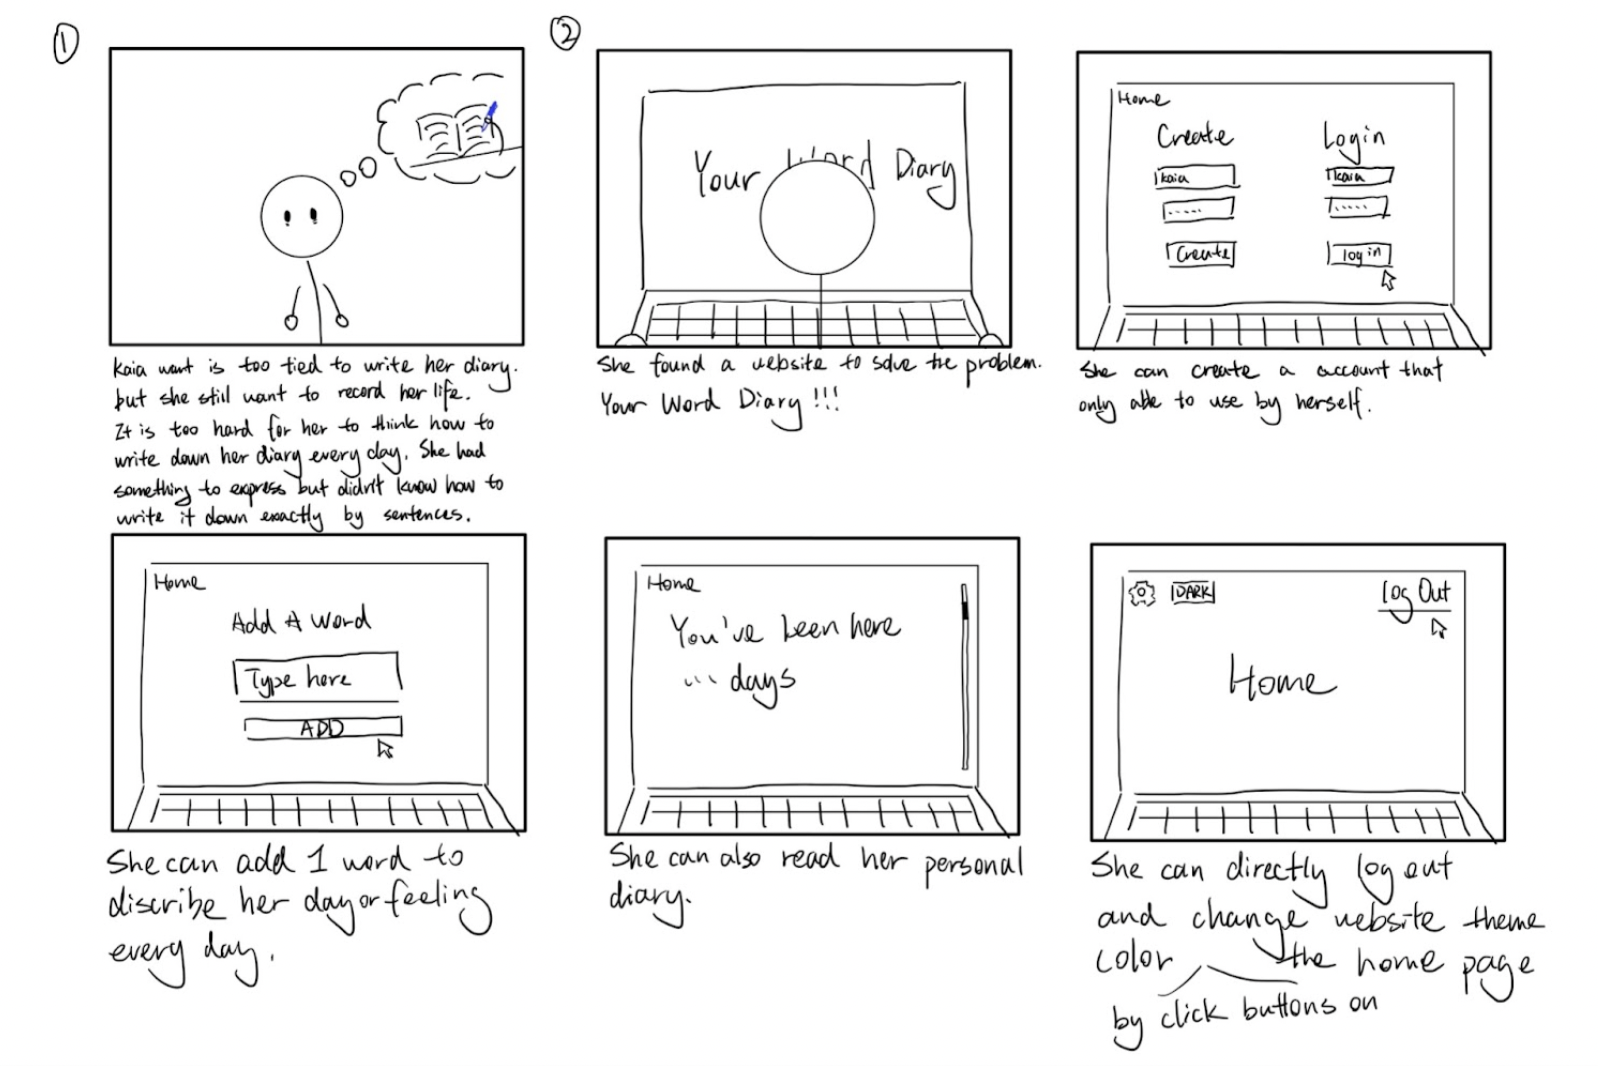 ①
Kaia want is too tied to write her diary.
but she still want to record her life.
It is too hard for her to think how to
write down her diary every day. She had
something to express but didn't know how to
write it down exactly by sentences.
②
Your Word Diary
She found a website to solve the problem.
Your Word Diary!!!
Home
Create
Login
kaia
kaia
.....
.....
Create
log in
She can create a account that
only able to use by herself.
Home
Add A Word
Type here
ADD
She can add 1 word to
discribe her day or feeling
every day.
Home
You've been here
... days
She can also read her personal
diary.
DARK
Log Out
Home
She can directly log out
and change website theme
color by click buttons on the home page